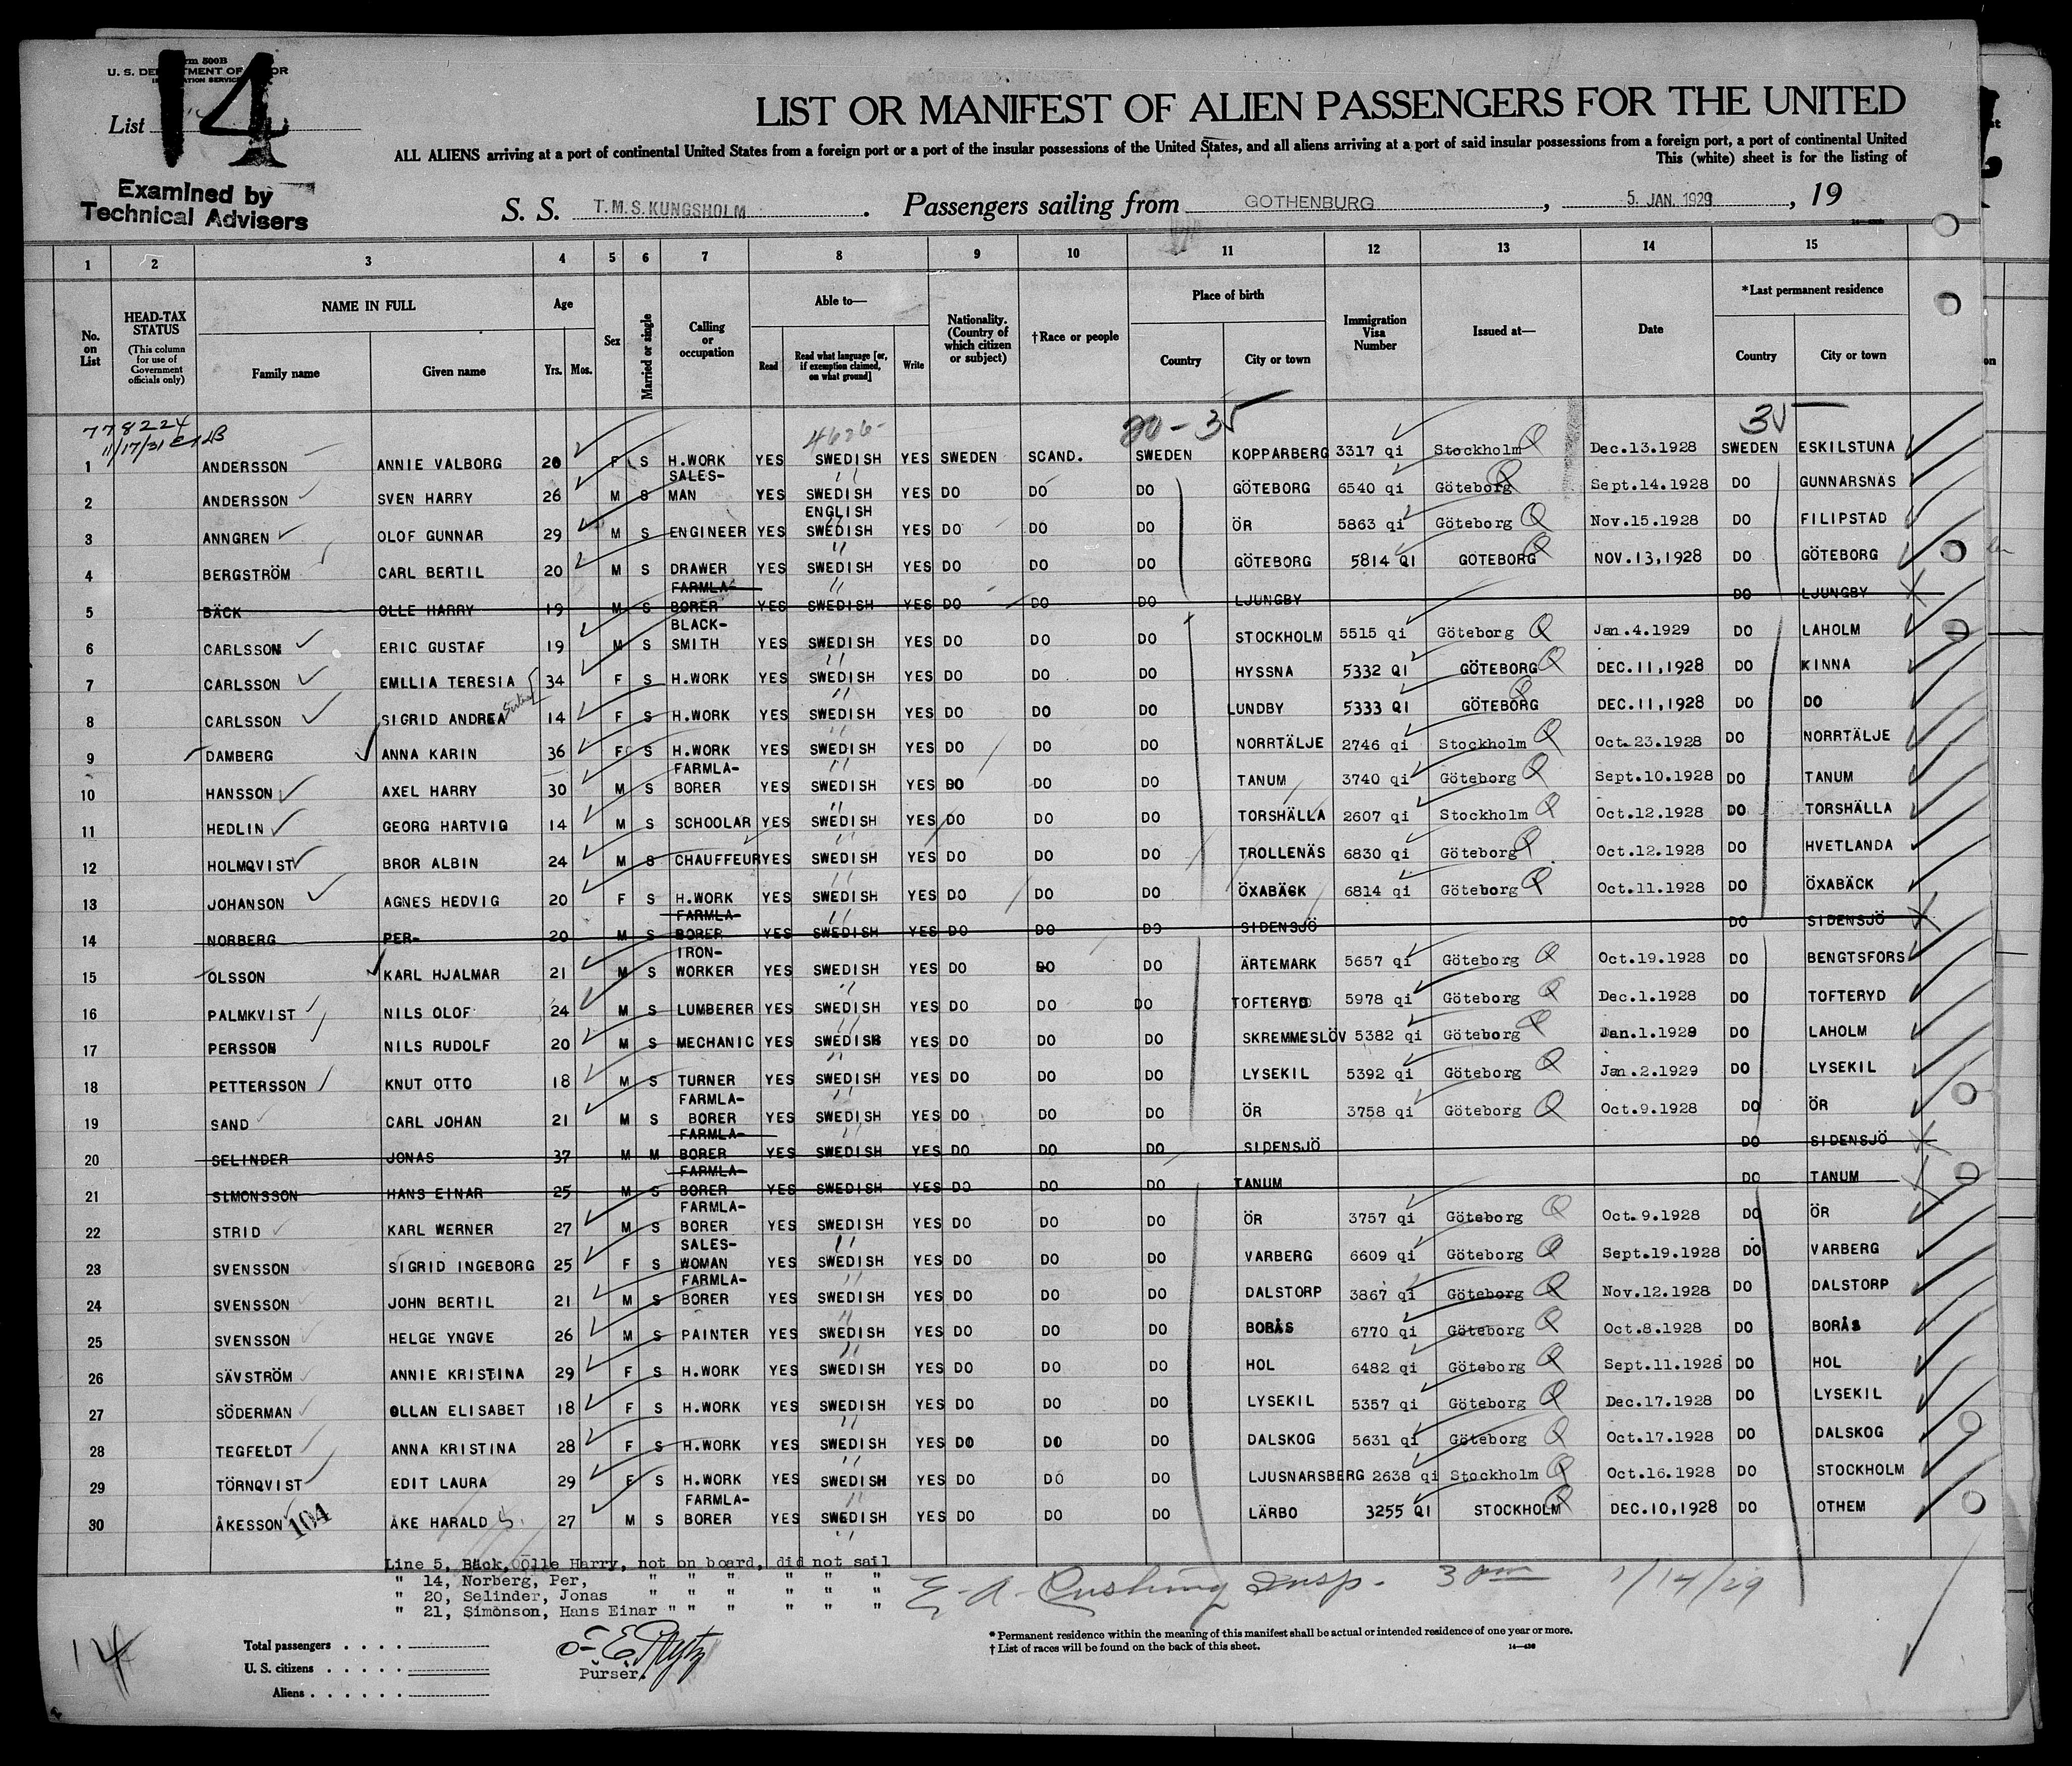 Form 500B
U. S. DEPARTMENT OF LABOR
IMMIGRATION SERVICE
List 14
Examined by
Technical Advisers
LIST OR MANIFEST OF ALIEN PASSENGERS FOR THE UNITED
ALL ALIENS arriving at a port of continental United States from a foreign port or a port of the insular possessions of the United States, and all aliens arriving at a port of said insular possessions from a foreign port, a port of continental United
This (white) sheet is for the listing of
S. S. T.M.S.KUNGSHOLM. Passengers sailing from GOTHENBURG, 5. JAN. 1929, 19
1 2 3 4 5 6 7 8 9 10 11 12 13 14 15
No. on List
HEAD-TAX STATUS (This column for use of Government officials only)
NAME IN FULL Family name Given name
Age Yrs. Mos.
Sex
Married or single
Calling or occupation
Able to— Read Read what language [or, if exemption claimed, on what ground] Write
Nationality. (Country of which citizen or subject)
†Race or people
Place of birth Country City or town
Immigration Visa Number
Issued at—
Date
*Last permanent residence Country City or town
778224
11/17/31
4626-
20-35
35
1 ANDERSSON ANNIE VALBORG 20 F S H.WORK YES SWEDISH YES SWEDEN SCAND. SWEDEN KOPPARBERG 3317 qi Stockholm Dec.13.1928 SWEDEN ESKILSTUNA
2 ANDERSSON SVEN HARRY 26 M S SALES-MAN YES SWEDISH YES DO DO DO GÖTEBORG 6540 qi Göteborg Sept.14.1928 DO GUNNARSNÄS
3 ANNGREN OLOF GUNNAR 29 M S ENGINEER YES ENGLISH SWEDISH YES DO DO DO ÖR 5863 qi Göteborg Nov.15.1928 DO FILIPSTAD
4 BERGSTRÖM CARL BERTIL 20 M S DRAWER YES SWEDISH YES DO DO DO GÖTEBORG 5814 QI GÖTEBORG NOV.13,1928 DO GÖTEBORG
5 BÄCK OLLE HARRY 19 M S FARMLA-BORER YES SWEDISH YES DO DO DO LJUNGBY DO LJUNGBY
6 CARLSSON ERIC GUSTAF 19 M S BLACK-SMITH YES SWEDISH YES DO DO DO STOCKHOLM 5515 qi Göteborg Jan.4.1929 DO LAHOLM
7 CARLSSON EMLLIA TERESIA 34 F S H.WORK YES SWEDISH YES DO DO DO HYSSNA 5332 QI GÖTEBORG DEC.11,1928 DO KINNA
8 CARLSSON SIGRID ANDREA 14 F S H.WORK YES SWEDISH YES DO DO DO LUNDBY 5333 QI GÖTEBORG DEC.11,1928 DO DO
9 DAMBERG ANNA KARIN 36 F S H.WORK YES SWEDISH YES DO DO DO NORRTÄLJE 2746 qi Stockholm Oct.23.1928 DO NORRTÄLJE
10 HANSSON AXEL HARRY 30 M S FARMLA-BORER YES SWEDISH YES DO DO DO TANUM 3740 qi Göteborg Sept.10.1928 DO TANUM
11 HEDLIN GEORG HARTVIG 14 M S SCHOOLAR YES SWEDISH YES DO DO DO TORSHÄLLA 2607 qi Stockholm Oct.12.1928 DO TORSHÄLLA
12 HOLMQVIST BROR ALBIN 24 M S CHAUFFEUR YES SWEDISH YES DO DO DO TROLLENÄS 6830 qi Göteborg Oct.12.1928 DO HVETLANDA
13 JOHANSON AGNES HEDVIG 20 F S H.WORK YES SWEDISH YES DO DO DO ÖXABÄCK 6814 qi Göteborg Oct.11.1928 DO ÖXABÄCK
14 NORBERG PER- 20 M S FARMLA-BORER YES SWEDISH YES DO DO DO SIDENSJÖ DO SIDENSJÖ
15 OLSSON KARL HJALMAR 21 M S IRON-WORKER YES SWEDISH YES DO DO DO ÄRTEMARK 5657 qi Göteborg Oct.19.1928 DO BENGTSFORS
16 PALMKVIST NILS OLOF 24 M S LUMBERER YES SWEDISH YES DO DO DO TOFTERYD 5978 qi Göteborg Dec.1.1928 DO TOFTERYD
17 PERSSON NILS RUDOLF 20 M S MECHANIC YES SWEDISH YES DO DO DO SKREMMESLÖV 5382 qi Göteborg Jan.1.1929 DO LAHOLM
18 PETTERSSON KNUT OTTO 18 M S TURNER YES SWEDISH YES DO DO DO LYSEKIL 5392 qi Göteborg Jan.2.1929 DO LYSEKIL
19 SAND CARL JOHAN 21 M S FARMLA-BORER YES SWEDISH YES DO DO DO ÖR 3758 qi Göteborg Oct.9.1928 DO ÖR
20 SELINDER JONAS 37 M M FARMLA-BORER YES SWEDISH YES DO DO DO SIDENSJÖ DO SIDENSJÖ
21 SIMONSSON HANS EINAR 25 M S FARMLA-BORER YES SWEDISH YES DO DO DO TANUM DO TANUM
22 STRID KARL WERNER 27 M S FARMLA-BORER YES SWEDISH YES DO DO DO ÖR 3757 qi Göteborg Oct.9.1928 DO ÖR
23 SVENSSON SIGRID INGEBORG 25 F S SALES-WOMAN YES SWEDISH YES DO DO DO VARBERG 6609 qi Göteborg Sept.19.1928 DO VARBERG
24 SVENSSON JOHN BERTIL 21 M S FARMLA-BORER YES SWEDISH YES DO DO DO DALSTORP 3867 qi Göteborg Nov.12.1928 DO DALSTORP
25 SVENSSON HELGE YNGVE 26 M S PAINTER YES SWEDISH YES DO DO DO BORÅS 6770 qi Göteborg Oct.8.1928 DO BORÅS
26 SÄVSTRÖM ANNIE KRISTINA 29 F S H.WORK YES SWEDISH YES DO DO DO HOL 6482 qi Göteborg Sept.11.1928 DO HOL
27 SÖDERMAN OLLAN ELISABET 18 F S H.WORK YES SWEDISH YES DO DO DO LYSEKIL 5357 qi Göteborg Dec.17.1928 DO LYSEKIL
28 TEGFELDT ANNA KRISTINA 28 F S H.WORK YES SWEDISH YES DO DO DO DALSKOG 5631 qi Göteborg Oct.17.1928 DO DALSKOG
29 TÖRNQVIST EDIT LAURA 29 F S H.WORK YES SWEDISH YES DO DO DO LJUSNARSBERG 2638 qi Stockholm Oct.16.1928 DO STOCKHOLM
30 ÅKESSON 104 ÅKE HARALD S. 27 M S FARMLA-BORER YES SWEDISH YES DO DO DO LÄRBO 3255 QI STOCKHOLM DEC.10,1928 DO OTHEM
Line 5, Bäck, Olle Harry, not on board, did not sail
" 14, Norberg, Per, " " " " " "
" 20, Selinder, Jonas " " " " " "
" 21, Simonson, Hans Einar " " " " " "
E. A. Rushing Insp. 3 pm 1/14/29
14
Total passengers
U. S. citizens
Aliens
Purser.
* Permanent residence within the meaning of this manifest shall be actual or intended residence of one year or more.
† List of races will be found on the back of this sheet.